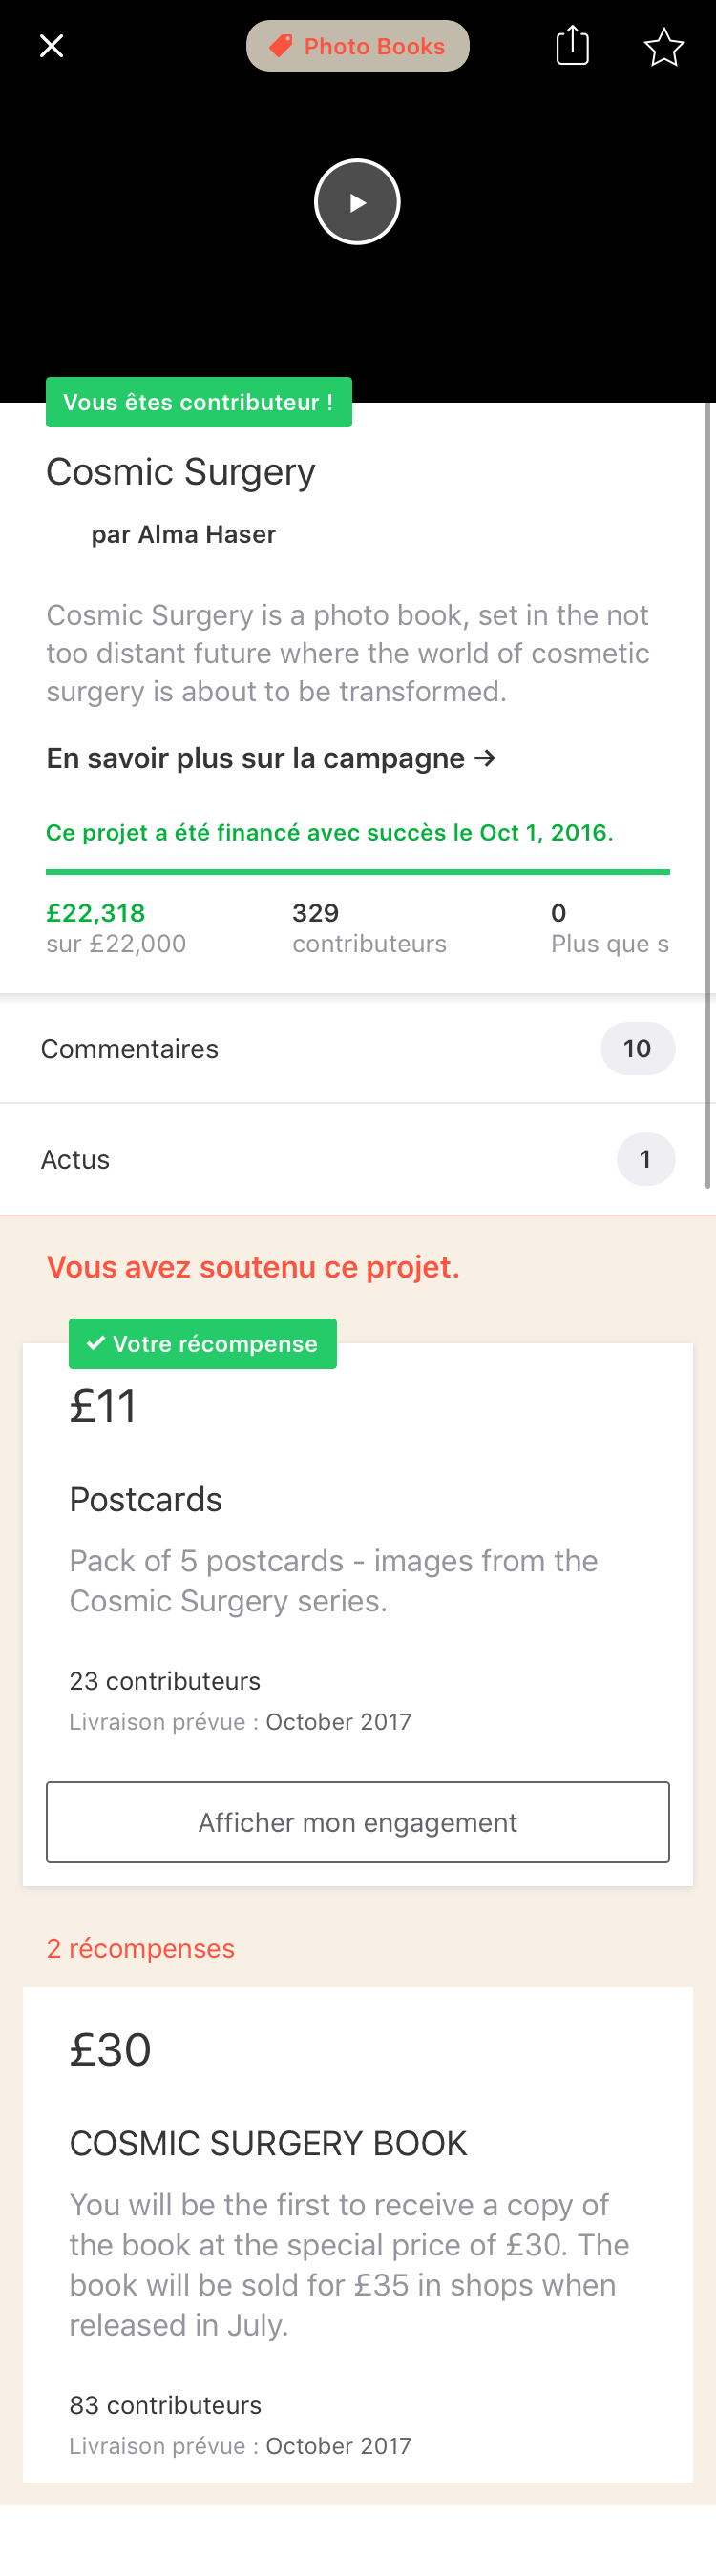 Photo Books
Vous êtes contributeur !
Cosmic Surgery
par Alma Haser
Cosmic Surgery is a photo book, set in the not
too distant future where the world of cosmetic
surgery is about to be transformed.
En savoir plus sur la campagne →
Ce projet a été financé avec succès le Oct 1, 2016.
£22,318
sur £22,000
329
contributeurs
0
Plus que s
Commentaires
10
Actus
1
Vous avez soutenu ce projet.
✔ Votre récompense
£11
Postcards
Pack of 5 postcards - images from the
Cosmic Surgery series.
23 contributeurs
Livraison prévue : October 2017
Afficher mon engagement
2 récompenses
£30
COSMIC SURGERY BOOK
You will be the first to receive a copy of
the book at the special price of £30. The
book will be sold for £35 in shops when
released in July.
83 contributeurs
Livraison prévue : October 2017